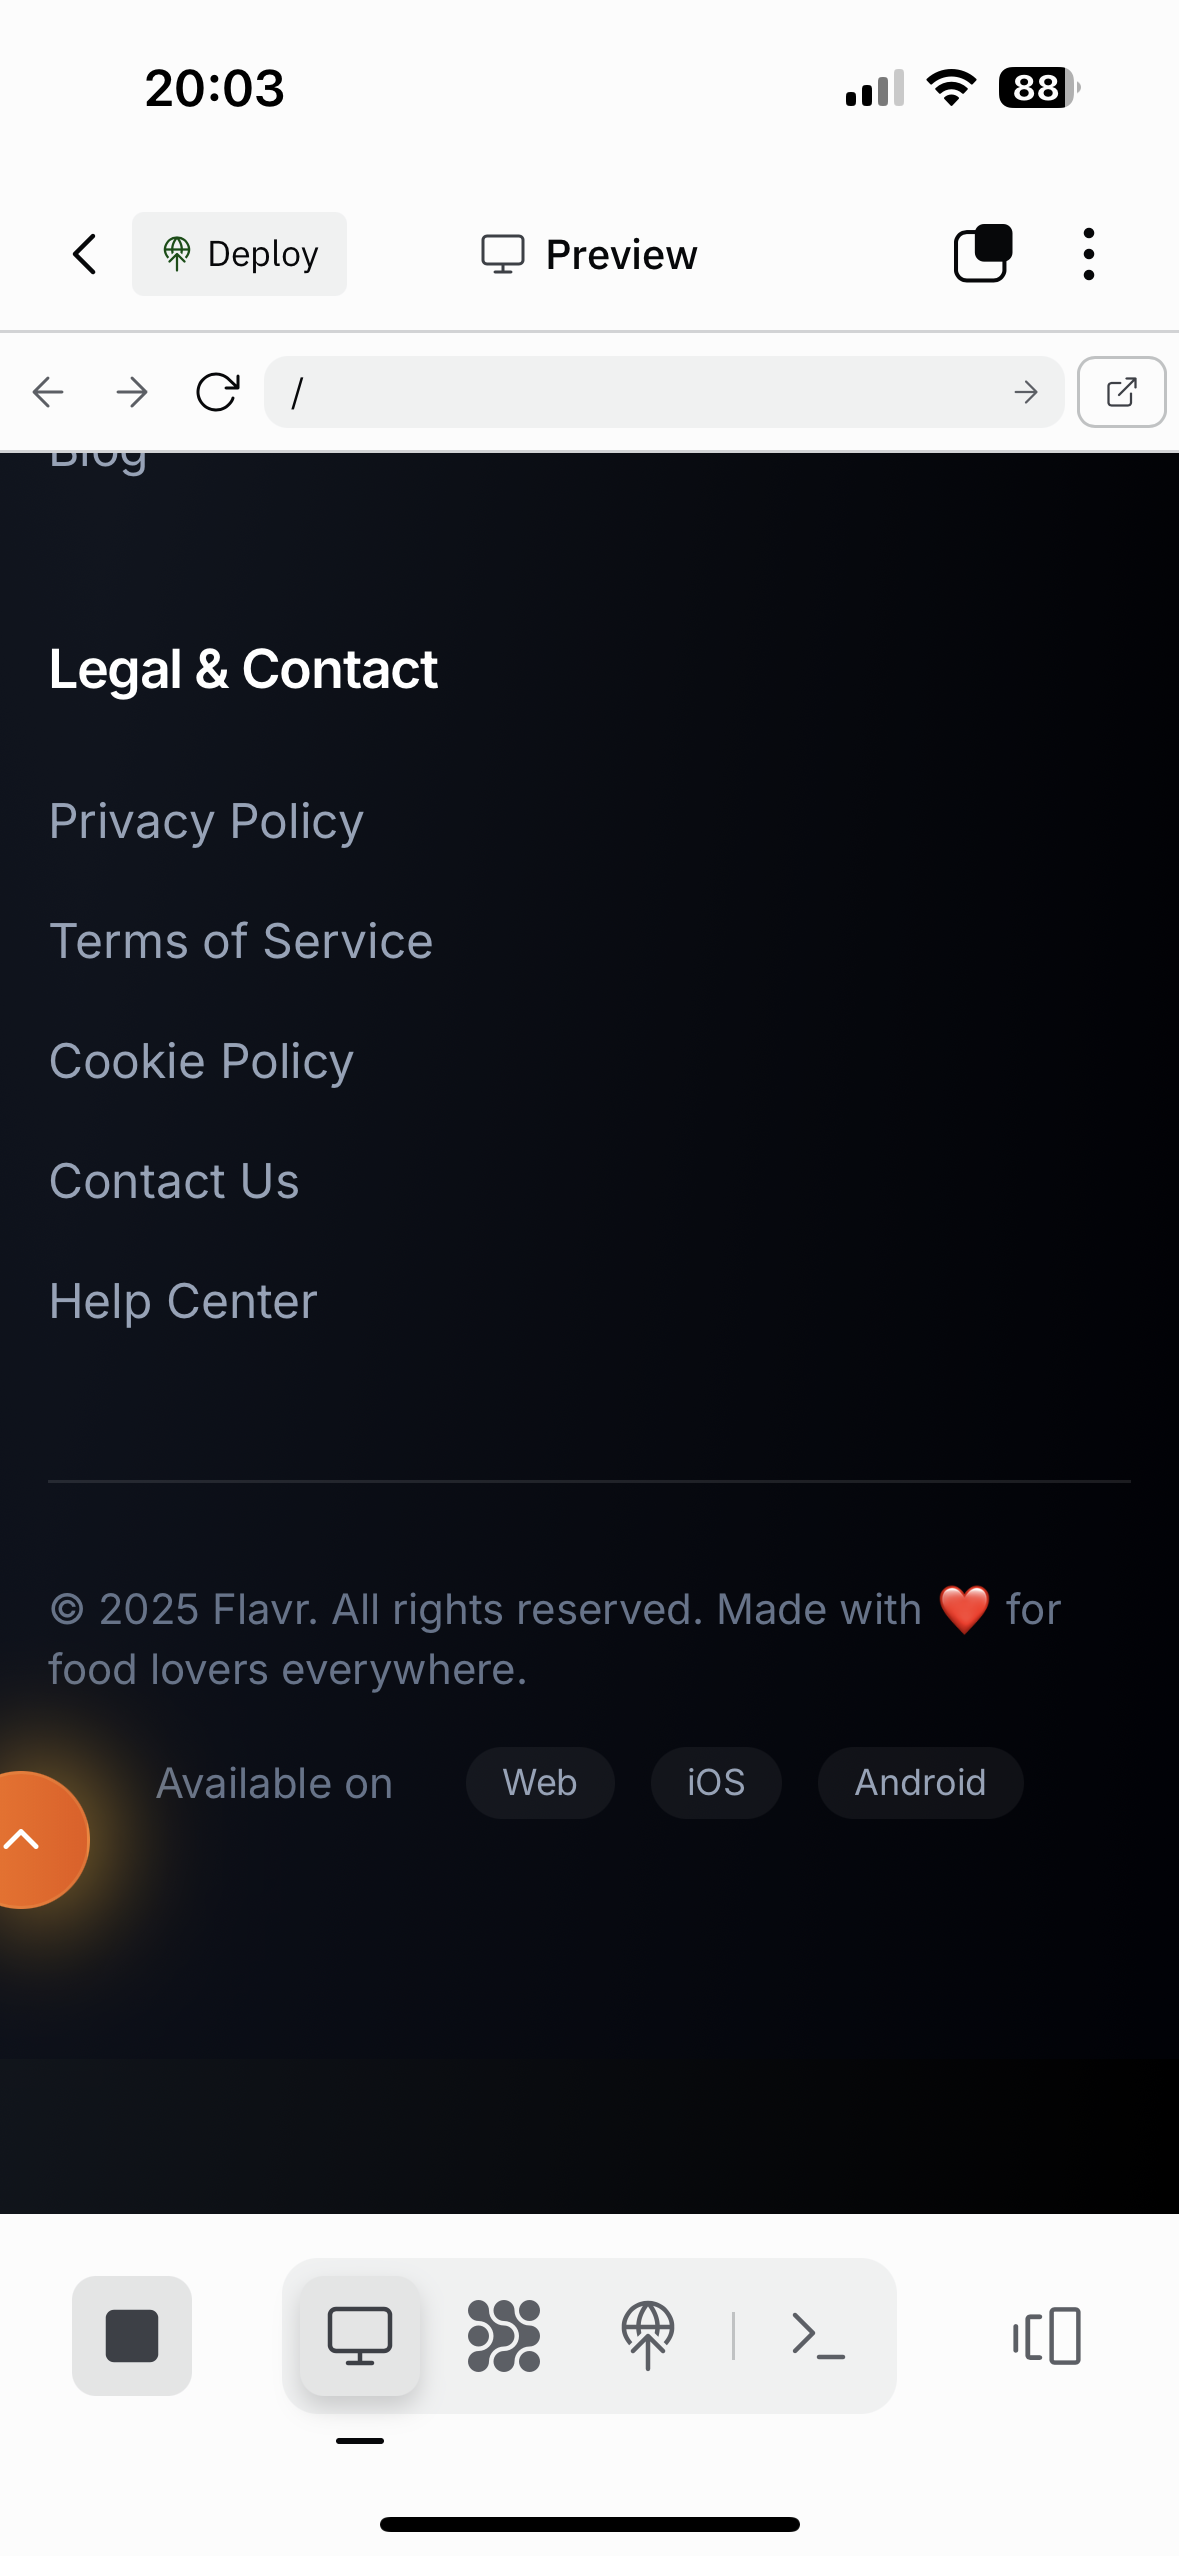 20:03
88
Deploy
Preview
/
Blog
Legal & Contact
Privacy Policy
Terms of Service
Cookie Policy
Contact Us
Help Center
© 2025 Flavr. All rights reserved. Made with ❤️ for
food lovers everywhere.
Available on Web iOS Android